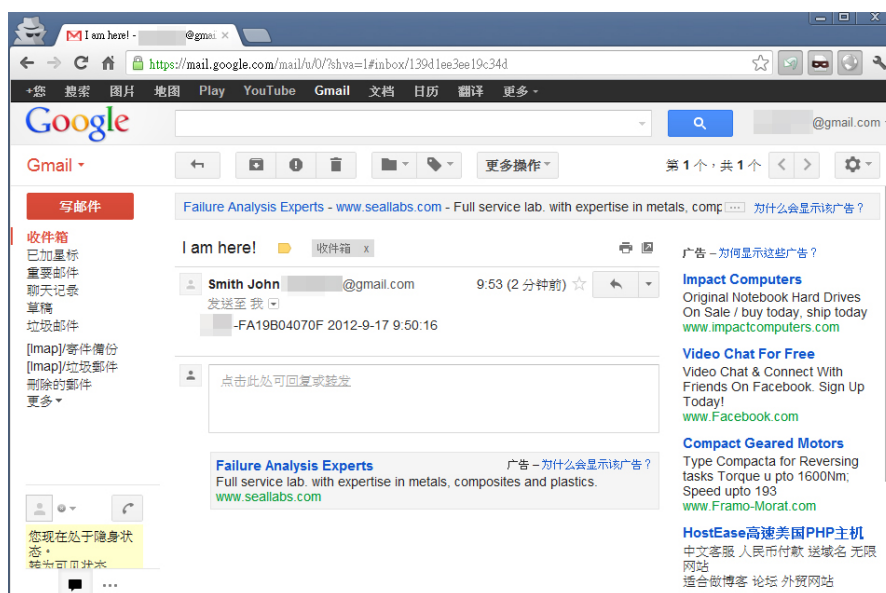 I am here! -
@gmai
https://mail.google.com/mail/u/0/?shva=1#inbox/139d1ee3ee19c34d
+您 搜索 图片 地图 Play YouTube Gmail 文档 日历 翻译 更多
Google
@gmail.com
Gmail
更多操作
第 1 个，共 1 个
写邮件
收件箱
已加星标
重要邮件
聊天记录
草稿
垃圾邮件
[Imap]/寄件備份
[Imap]/垃圾郵件
刪除的郵件
更多
您现在处于隐身状
态。
转为可见状态
Failure Analysis Experts - www.seallabs.com - Full service lab. with expertise in metals, comp ... 为什么会显示该广告？
I am here!
收件箱 x
Smith John @gmail.com 9:53 (2 分钟前)
发送至 我
-FA19B04070F 2012-9-17 9:50:16
点击此处可回复或转发
Failure Analysis Experts 广告 – 为什么会显示该广告？
Full service lab. with expertise in metals, composites and plastics.
www.seallabs.com
广告 – 为何显示这些广告？
Impact Computers
Original Notebook Hard Drives
On Sale / buy today, ship today
www.impactcomputers.com
Video Chat For Free
Video Chat & Connect With
Friends On Facebook. Sign Up
Today!
www.Facebook.com
Compact Geared Motors
Type Compacta for Reversing
tasks Torque u pto 1600Nm;
Speed upto 193
www.Framo-Morat.com
HostEase高速美国PHP主机
中文客服 人民币付款 送域名 无限
网站
适合做博客 论坛 外贸网站